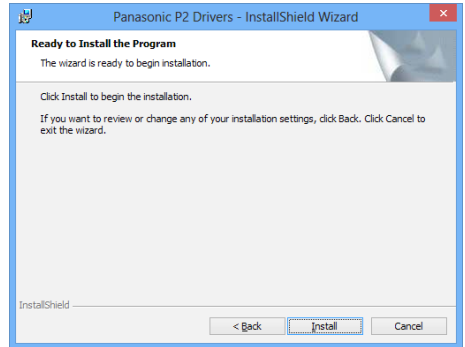 Panasonic P2 Drivers - InstallShield Wizard
Ready to Install the Program
The wizard is ready to begin installation.
Click Install to begin the installation.
If you want to review or change any of your installation settings, click Back. Click Cancel to
exit the wizard.
InstallShield
< Back
Install
Cancel